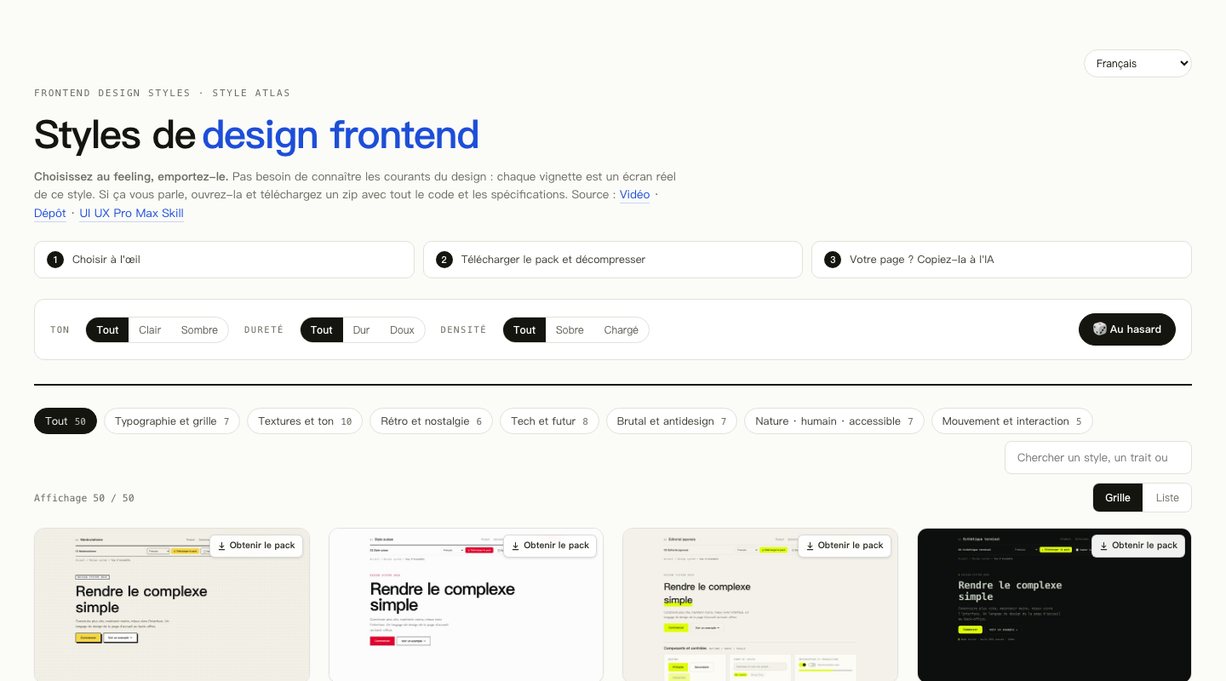 Français
FRONTEND DESIGN STYLES · STYLE ATLAS
Styles de design frontend
Choisissez au feeling, emportez-le. Pas besoin de connaître les courants du design : chaque vignette est un écran réel
de ce style. Si ça vous parle, ouvrez-la et téléchargez un zip avec tout le code et les spécifications. Source : Vidéo ·
Dépôt · UI UX Pro Max Skill
1 Choisir à l'œil
2 Télécharger le pack et décompresser
3 Votre page ? Copiez-la à l'IA
TON Tout Clair Sombre DURETÉ Tout Dur Doux DENSITÉ Tout Sobre Chargé
Au hasard
Tout 50 Typographie et grille 7 Textures et ton 10 Rétro et nostalgie 6 Tech et futur 8 Brutal et antidesign 7 Nature · humain · accessible 7 Mouvement et interaction 5
Chercher un style, un trait ou
Affichage 50 / 50
Grille Liste
Obtenir le pack
Rendre le complexe
simple
Obtenir le pack
Rendre le complexe
simple
Obtenir le pack
Rendre le complexe
simple
Obtenir le pack
Rendre le complexe
simple